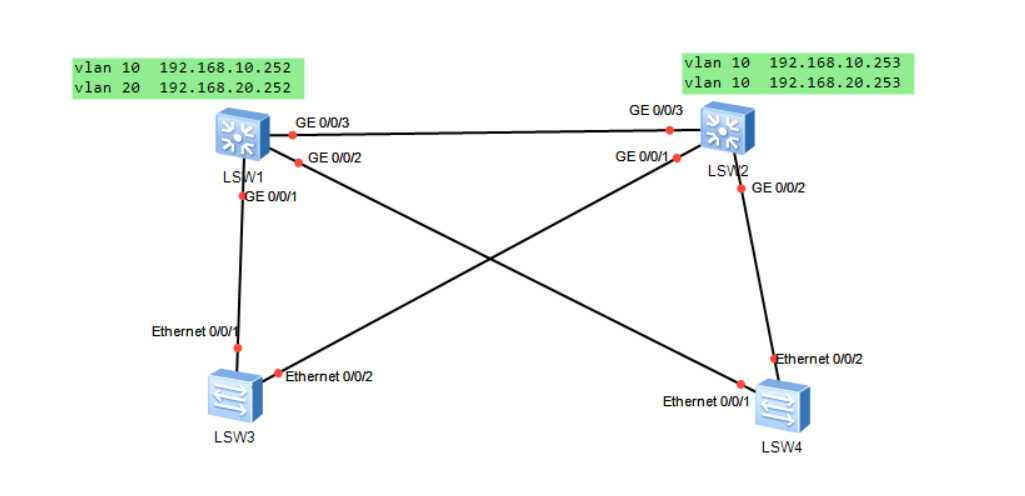 vlan 10  192.168.10.252
vlan 20  192.168.20.252
vlan 10  192.168.10.253
vlan 10  192.168.20.253
GE 0/0/3
GE 0/0/3
GE 0/0/2
GE 0/0/1
LSW1
LSW2
GE 0/0/1
GE 0/0/2
Ethernet 0/0/1
Ethernet 0/0/2
Ethernet 0/0/2
Ethernet 0/0/1
LSW3
LSW4